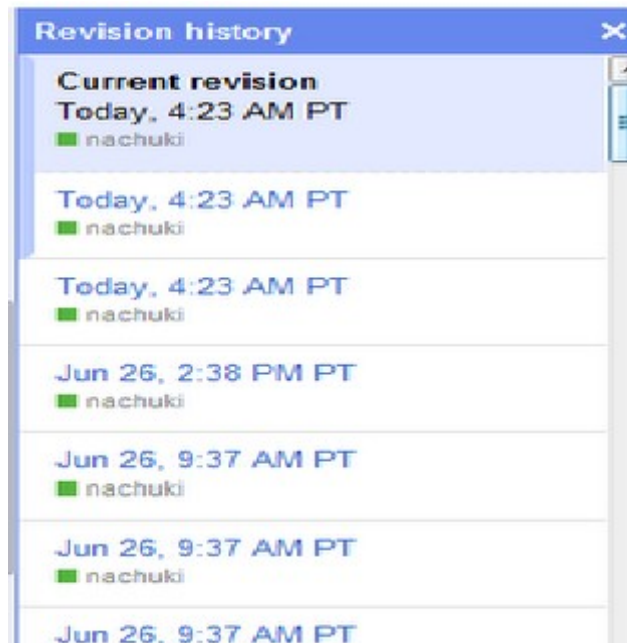 Revision history
Current revision
Today, 4:23 AM PT
nachuki
Today, 4:23 AM PT
nachuki
Today, 4:23 AM PT
nachuki
Jun 26, 2:38 PM PT
nachuki
Jun 26, 9:37 AM PT
nachuki
Jun 26, 9:37 AM PT
nachuki
Jun 26, 9:37 AM PT